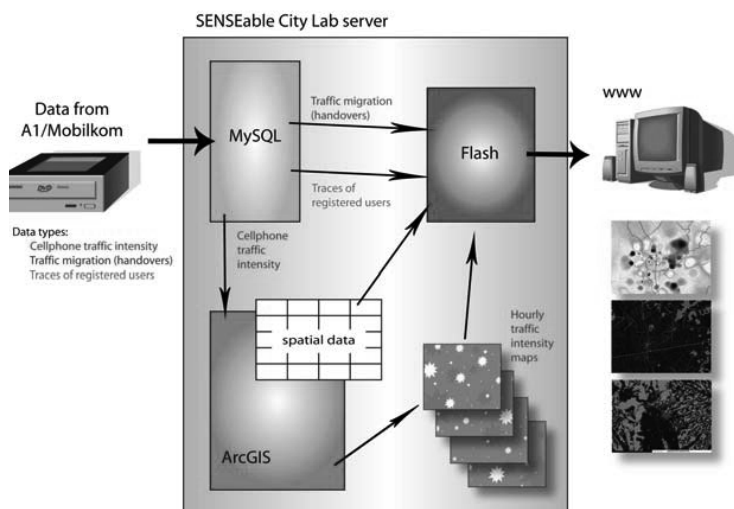 SENSEable City Lab server
Data from
A1/Mobilkom
Data types:
Cellphone traffic intensity
Traffic migration (handovers)
Traces of registered users
MySQL
Traffic migration
(handovers)
Traces of
registered users
Flash
www
Cellphone
traffic
intensity
spatial data
ArcGIS
Hourly
traffic
intensity
maps